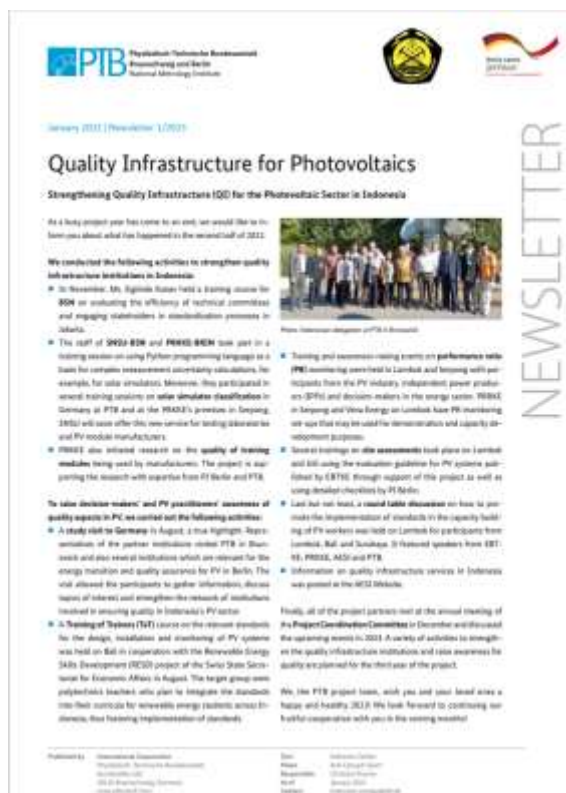 PTB Physikalisch-Technische Bundesanstalt
Braunschweig und Berlin
National Metrology Institute
January 2023 | Newsletter 1/2023
Quality Infrastructure for Photovoltaics
Strengthening Quality Infrastructure (QI) for the Photovoltaic Sector in Indonesia
NEWSLETTER
As a busy project year has come to an end, we would like to in-
form you about what has happened in the second half of 2022.
We conducted the following activities to strengthen quality
infrastructure institutions in Indonesia:
In November, Ms. held a training course for
BSN on evaluating the efficiency of technical committees
and engaging stakeholders in standardisation processes in
Jakarta.
The staff of SNSU-BSN and PRKKE-BRIN took part in a
training session on using Python programming language as a
basis for complex measurement uncertainty calculations, for
example, for solar simulators. Moreover, they participated in
several training sessions on solar simulator classification in
Germany at PTB and at the PRKKE's premises in Serpong.
SNSU will soon offer this new service for testing laboratories
and PV module manufacturers.
PRKKE also initiated research on the quality of training
modules being used by manufacturers. The project is sup-
porting the research with expertise from PI Berlin and PTB.
To raise decision-makers' and PV practitioners' awareness of
quality aspects in PV, we carried out the following activities:
A study visit to Germany in August, a true highlight. Repre-
sentatives of the partner institutions visited PTB in Braun-
schweig and also several institutions which are relevant for the
energy transition and quality assurance for PV in Berlin. The
visit allowed the participants to gather information, discuss
topics of interest and strengthen the network of institutions
involved in ensuring quality in Indonesia's PV sector.
A Training of Trainers (ToT) course on the relevant standards
for the design, installation and monitoring of PV systems
was held on Bali in cooperation with the Renewable Energy
Skills Development (RESD) project of the Swiss State Secre-
tariat for Economic Affairs in August. The target group were
polytechnics teachers who plan to integrate the standards
into their curricula for renewable energy students across In-
donesia, thus fostering implementation of standards.
Photo: Indonesian delegation at PTB in Braunschweig
Training and awareness raising events on performance ratio
(PR) monitoring were held in Lombok and Serpong with par-
ticipants from the PV industry, independent power produc-
ers (IPPs) and decision-makers in the energy sector. PRKKE
in Serpong and Vena Energy on Lombok have PR monitoring
set-ups that may be used for demonstration and capacity de-
velopment purposes.
Several trainings on site assessments took place on Lombok
and Bali using the evaluation guideline for PV systems pub-
lished by EBTKE through support of this project as well as
using detailed checklists by PI Berlin.
Last but not least, a round table discussion on how to pro-
mote the implementation of standards in the capacity build-
ing of PV workers was held on Lombok for participants from
Lombok, Bali and Surabaya. It featured speakers from EBT-
KE, PRKKE, AESI and PTB.
Information on quality infrastructure services in Indonesia
was posted at the AESI Website.
Finally, all of the project partners met at the annual meeting of
the Project Coordination Committee in December and discussed
the upcoming events in 2023. A variety of activities to strength-
en the quality infrastructure institutions and raise awareness for
quality are planned for the third year of the project.
We, the PTB project team, wish you and your loved ones a
happy and healthy 2023! We look forward to continuing our
fruitful cooperation with you in the coming months!
Published by
International Cooperation
Physikalisch-Technische Bundesanstalt